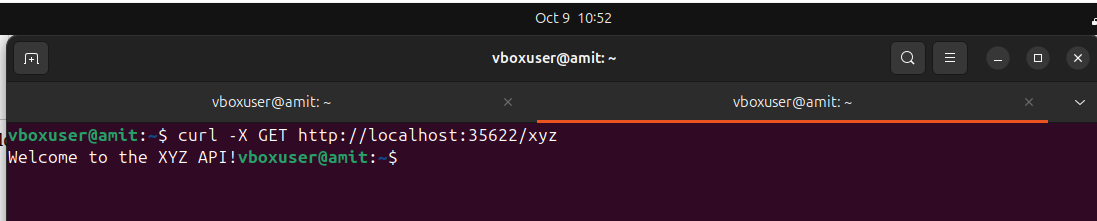 Oct 9 10:52
vboxuser@amit: ~
vboxuser@amit: ~
vboxuser@amit: ~
vboxuser@amit:~$ curl -X GET http://localhost:35622/xyz
Welcome to the XYZ API!vboxuser@amit:~$